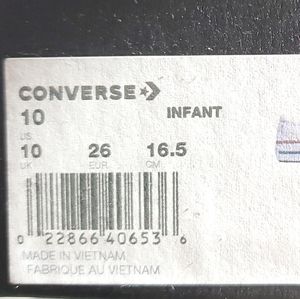 CONVERSE
10 INFANT
US
10 26 16.5
UK EUR CM
0 22866 40653 6
MADE IN VIETNAM
FABRIQUE AU VIETNAM